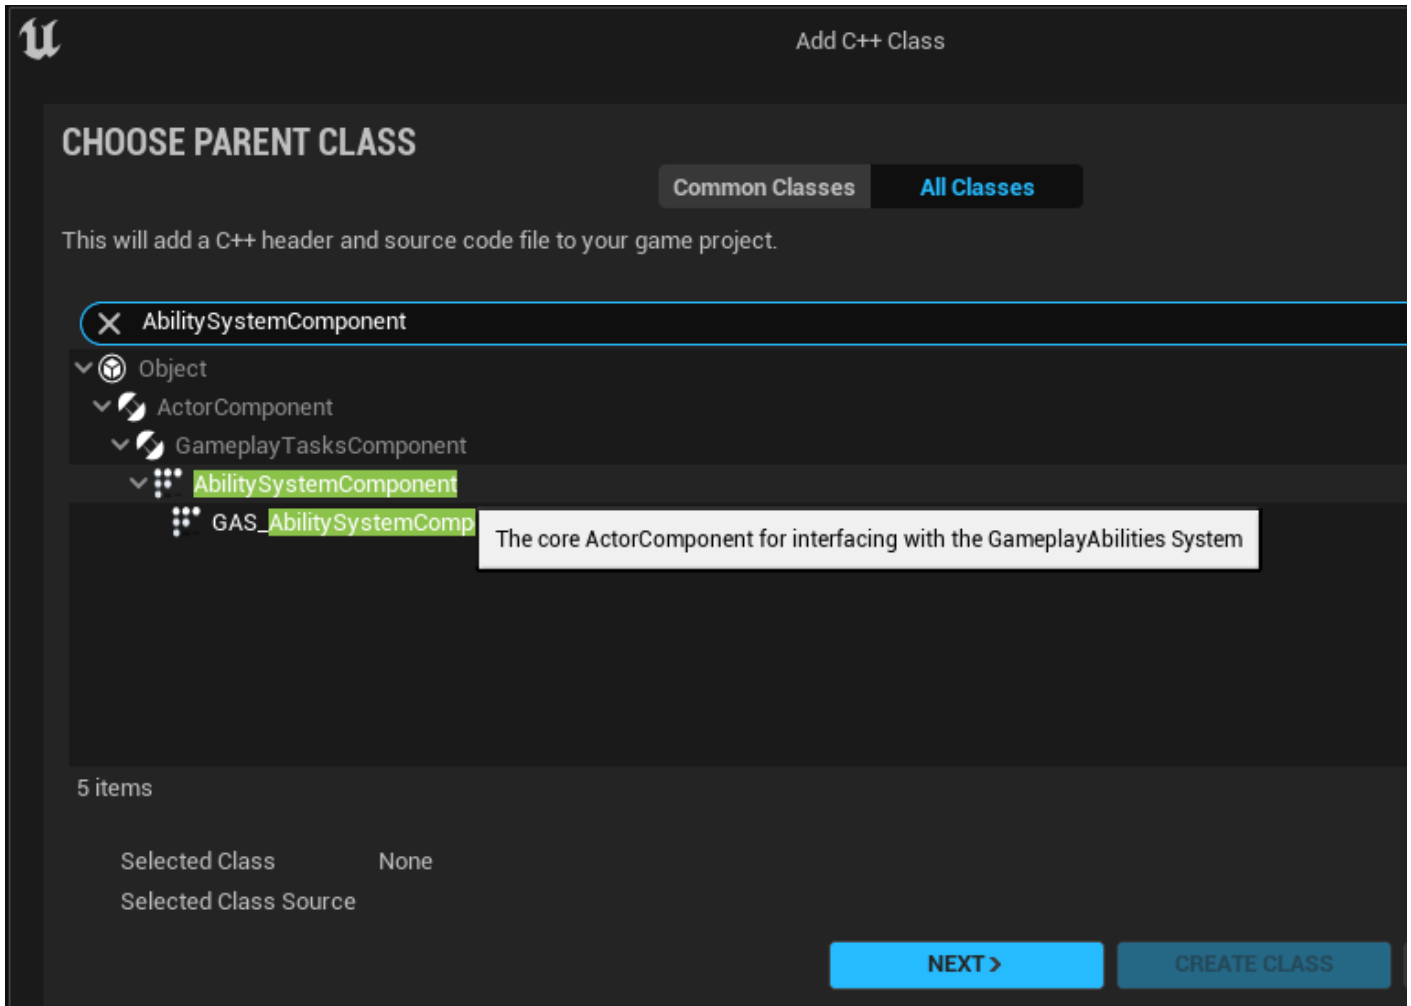 Add C++ Class
CHOOSE PARENT CLASS
Common Classes All Classes
This will add a C++ header and source code file to your game project.
AbilitySystemComponent
Object
ActorComponent
GameplayTasksComponent
AbilitySystemComponent
GAS_AbilitySystemComp
The core ActorComponent for interfacing with the GameplayAbilities System
5 items
Selected Class None
Selected Class Source
NEXT CREATE CLASS